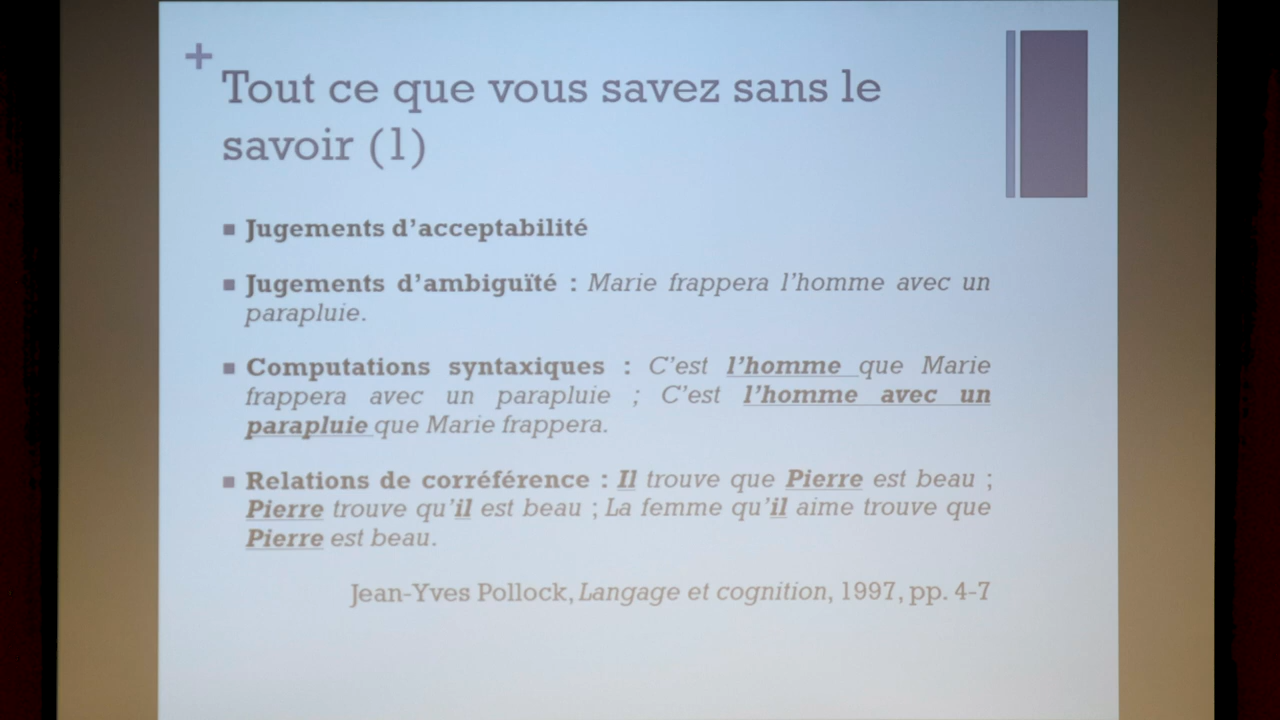 +
Tout ce que vous savez sans le
savoir (1)
■ Jugements d'acceptabilité
■ Jugements d'ambiguïté : Marie frappera l'homme avec un
parapluie.
■ Computations syntaxiques : C'est l'homme que Marie
frappera avec un parapluie ; C'est l'homme avec un
parapluie que Marie frappera.
■ Relations de corréférence : Il trouve que Pierre est beau ;
Pierre trouve qu'il est beau ; La femme qu'il aime trouve que
Pierre est beau.
Jean-Yves Pollock, Langage et cognition, 1997, pp. 4-7